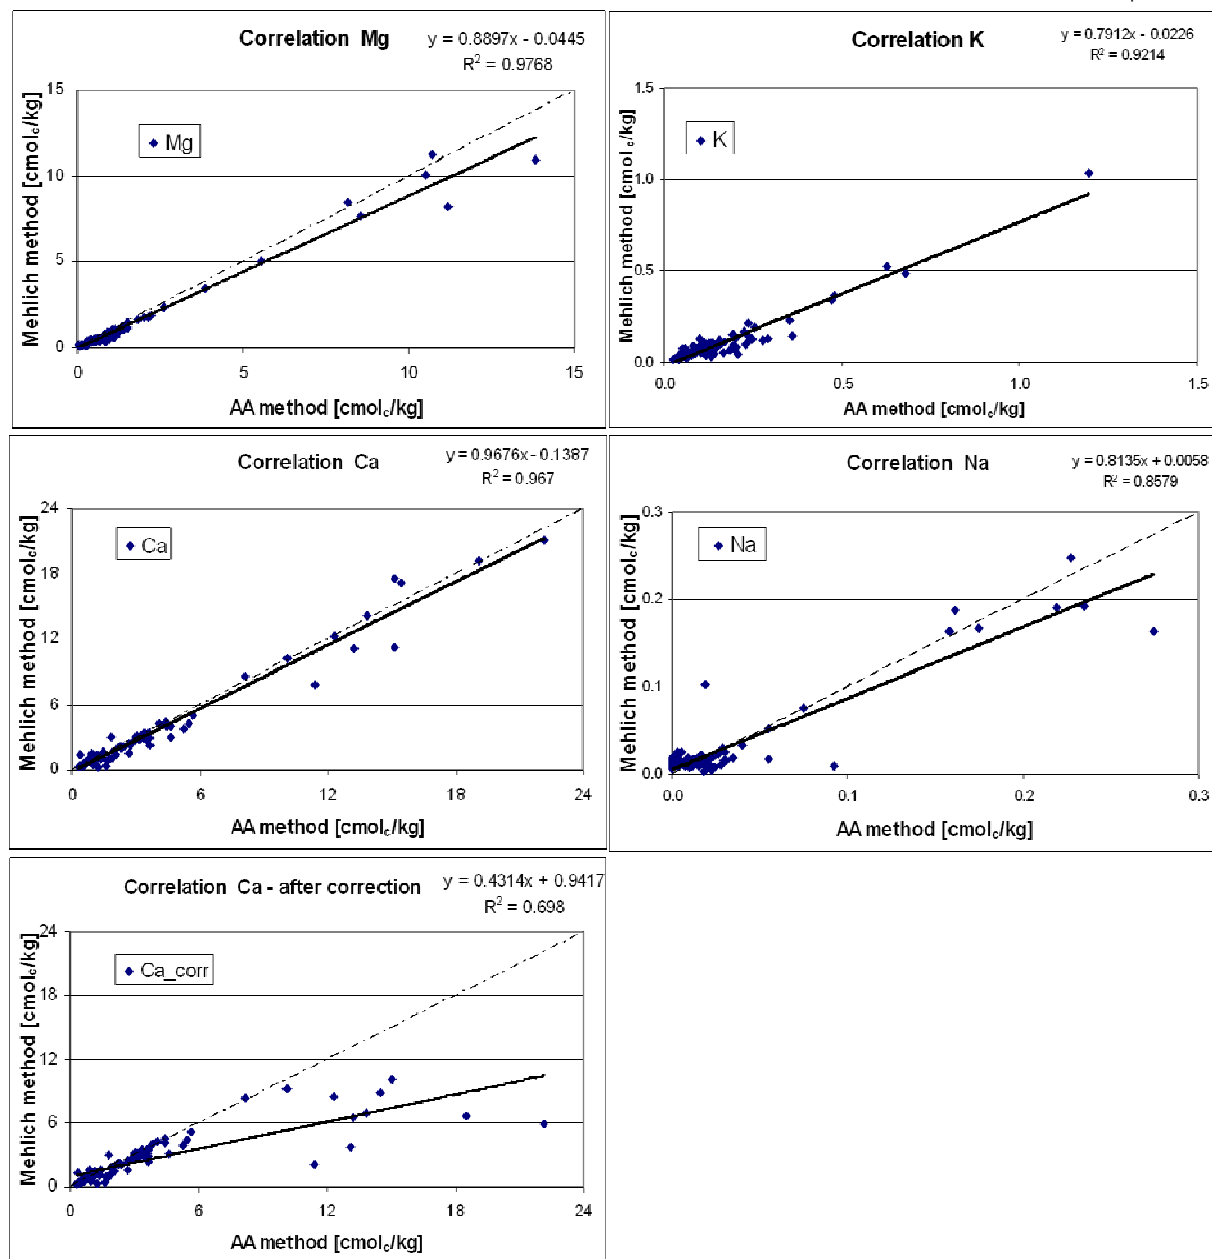 Correlation Mg
y = 0.8897x - 0.0445
R² = 0.9768
Mehlich method [cmolc/kg]
15
10
5
0
Mg
0 5 10 15
AA method [cmolc/kg]
Correlation K
y = 0.7912x - 0.0226
R² = 0.9214
Mehlich method [cmolc/kg]
1.5
1.0
0.5
0.0
K
0.0 0.5 1.0 1.5
AA method [cmolc/kg]
Correlation Ca
y = 0.9676x - 0.1387
R² = 0.967
Mehlich method [cmolc/kg]
24
18
12
6
0
Ca
0 6 12 18 24
AA method [cmolc/kg]
Correlation Na
y = 0.8135x + 0.0058
R² = 0.8579
Mehlich method [cmolc/kg]
0.3
0.2
0.1
0.0
Na
0.0 0.1 0.2 0.3
AA method [cmolc/kg]
Correlation Ca - after correction
y = 0.4314x + 0.9417
R² = 0.698
Mehlich method [cmolc/kg]
24
18
12
6
0
Ca_corr
0 6 12 18 24
AA method [cmolc/kg]